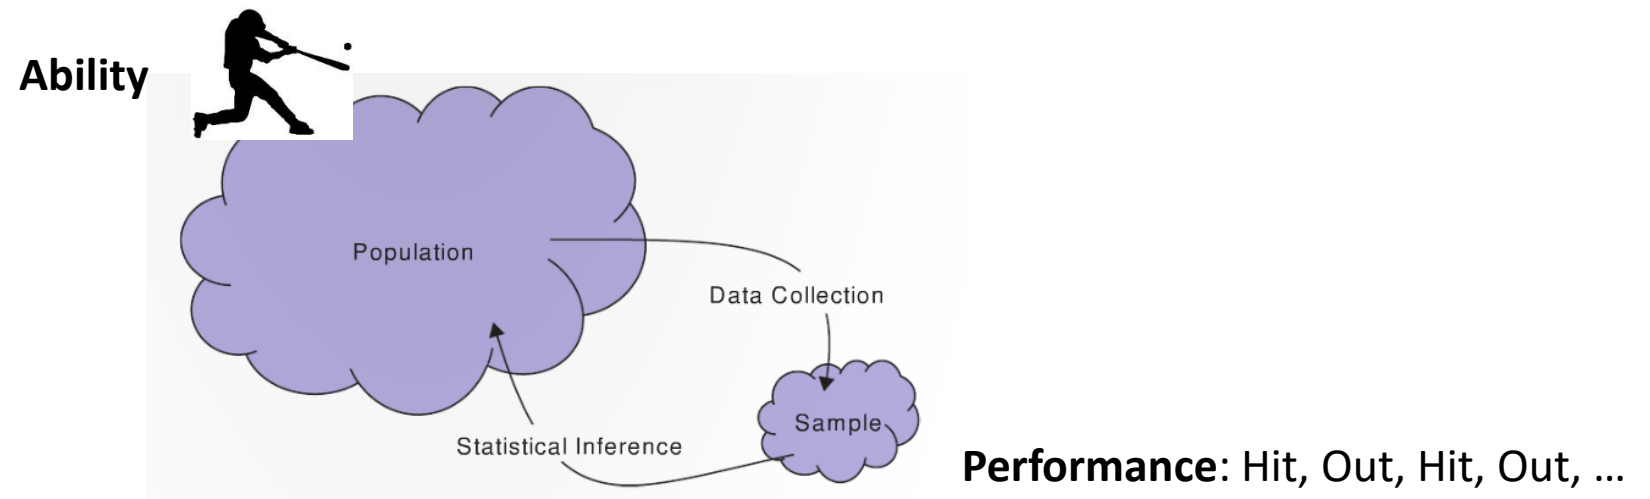 Ability
Population
Data Collection
Sample
Statistical Inference
Performance: Hit, Out, Hit, Out, ...